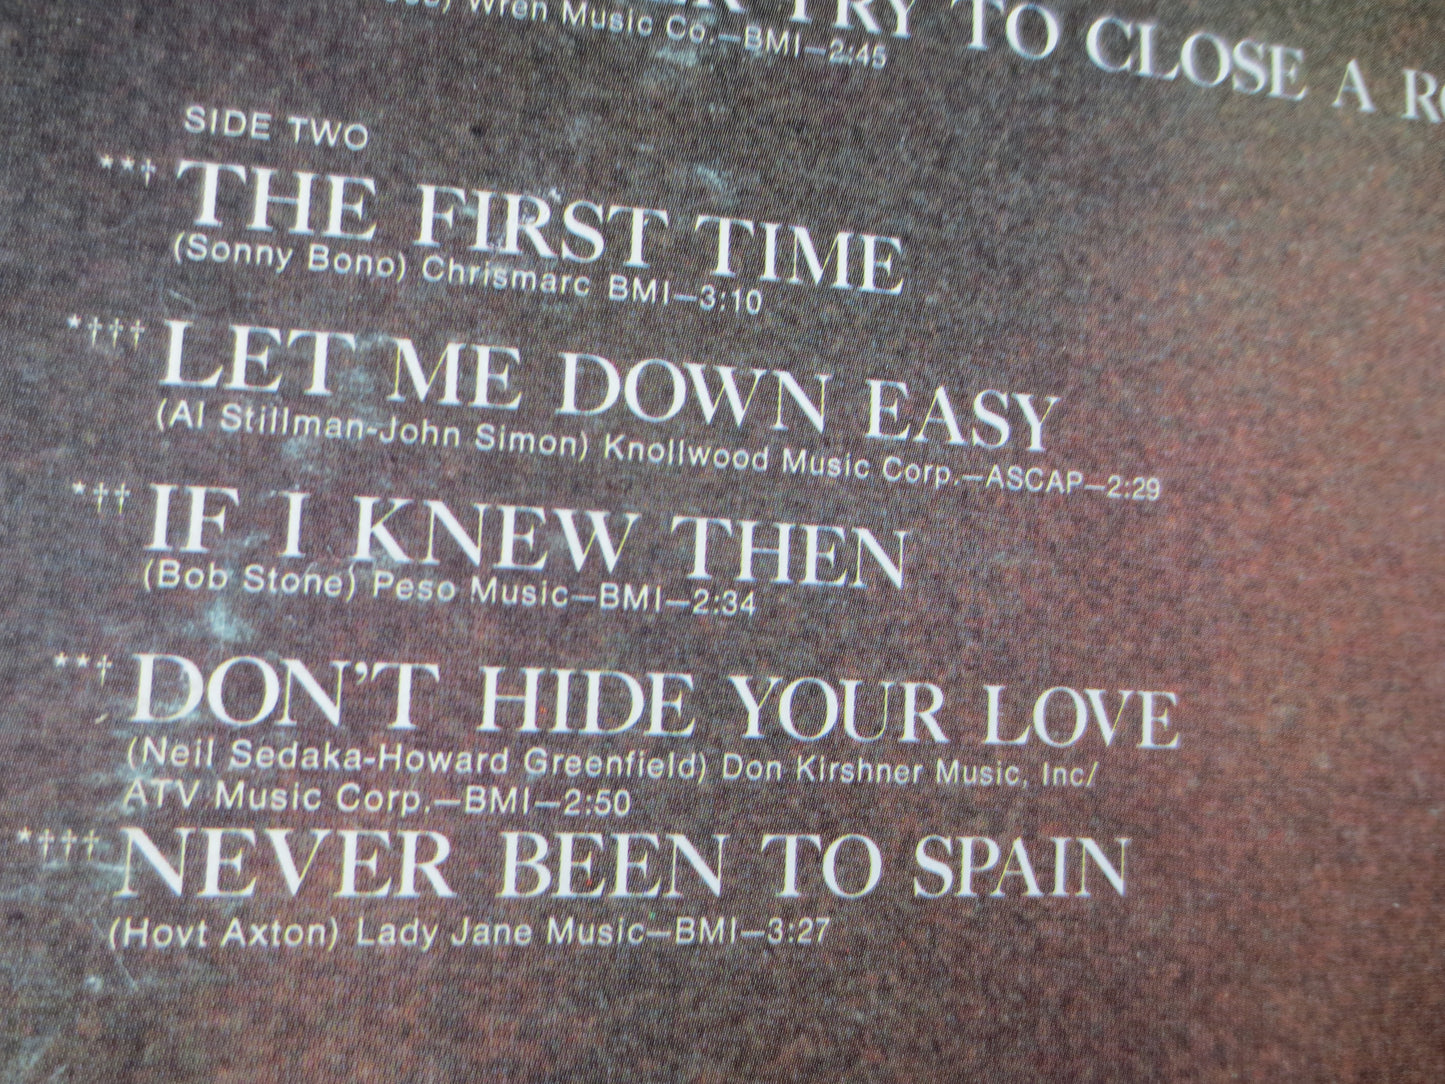 TRY TO CLOSE A
Wren Music Co.—BMI—2:45
SIDE TWO
**† THE FIRST TIME
(Sonny Bono) Chrismarc BMI—3:10
*††† LET ME DOWN EASY
(Al Stillman-John Simon) Knollwood Music Corp.—ASCAP—2:29
*†† IF I KNEW THEN
(Bob Stone) Peso Music—BMI—2:34
**† DON'T HIDE YOUR LOVE
(Neil Sedaka-Howard Greenfield) Don Kirshner Music, Inc/
ATV Music Corp.—BMI—2:50
*†††† NEVER BEEN TO SPAIN
(Hovt Axton) Lady Jane Music—BMI—3:27